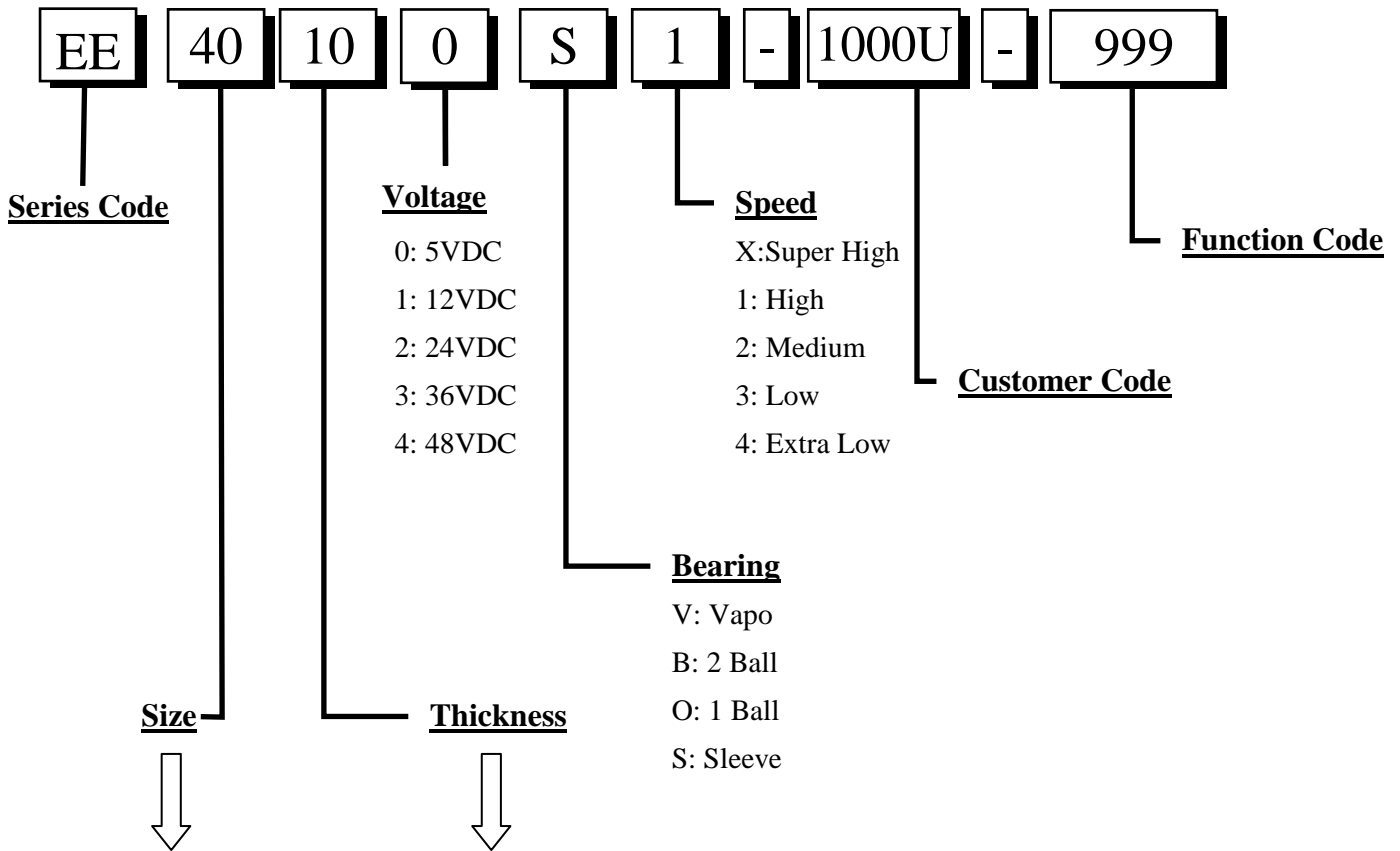 EE 40 10 0 S 1 - 1000U - 999
Series Code
Voltage
0: 5VDC
1: 12VDC
2: 24VDC
3: 36VDC
4: 48VDC
Speed
X:Super High
1: High
2: Medium
3: Low
4: Extra Low
Function Code
Customer Code
Bearing
V: Vapo
B: 2 Ball
O: 1 Ball
S: Sleeve
Size
Thickness